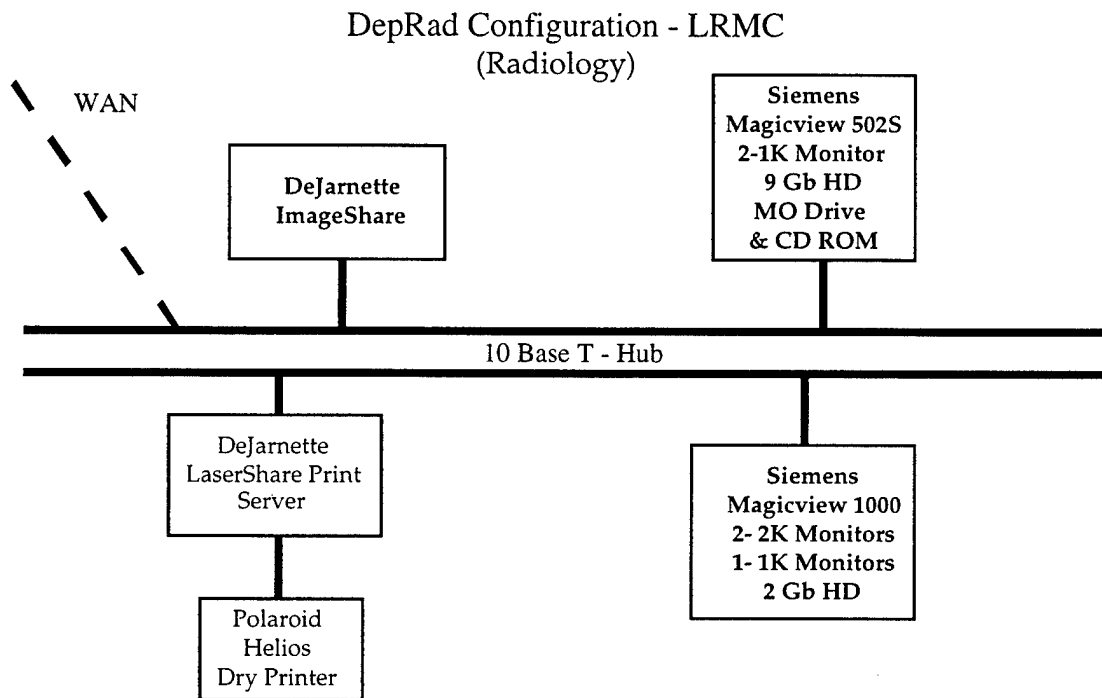 DepRad Configuration - LRMC
(Radiology)
WAN
DeJarnette
ImageShare
Siemens
Magicview 502S
2-1K Monitor
9 Gb HD
MO Drive
& CD ROM
10 Base T - Hub
DeJarnette
LaserShare Print
Server
Siemens
Magicview 1000
2- 2K Monitors
1- 1K Monitors
2 Gb HD
Polaroid
Helios
Dry Printer